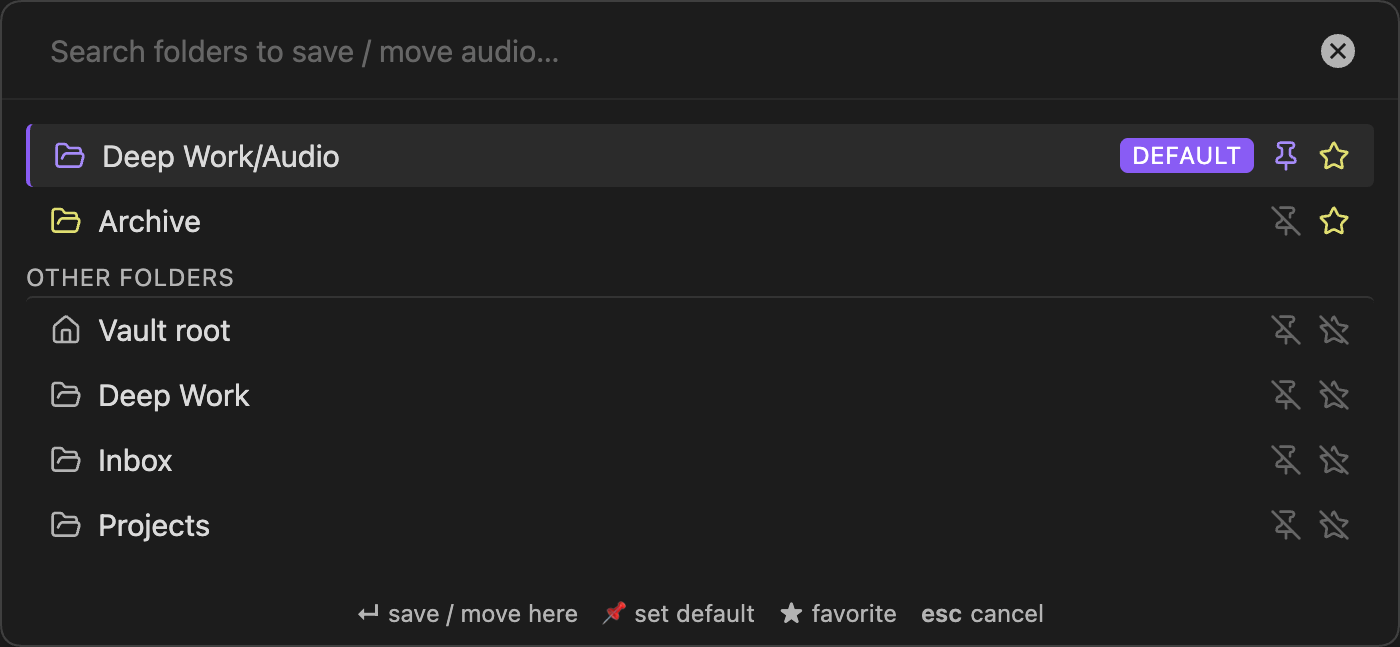 Search folders to save / move audio...
Deep Work/Audio DEFAULT
Archive
OTHER FOLDERS
Vault root
Deep Work
Inbox
Projects
↵ save / move here 📌 set default ★ favorite esc cancel